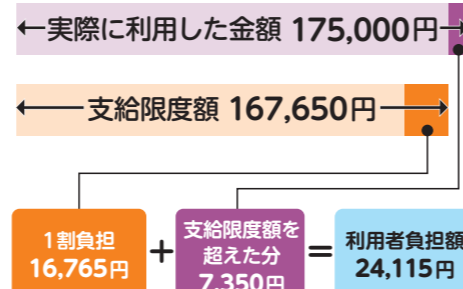 実際に利用した金額 175,000円
支給限度額 167,650円
1割負担
16,765円
+
支給限度額を
超えた分
7,350円
=
利用者負担額
24,115円